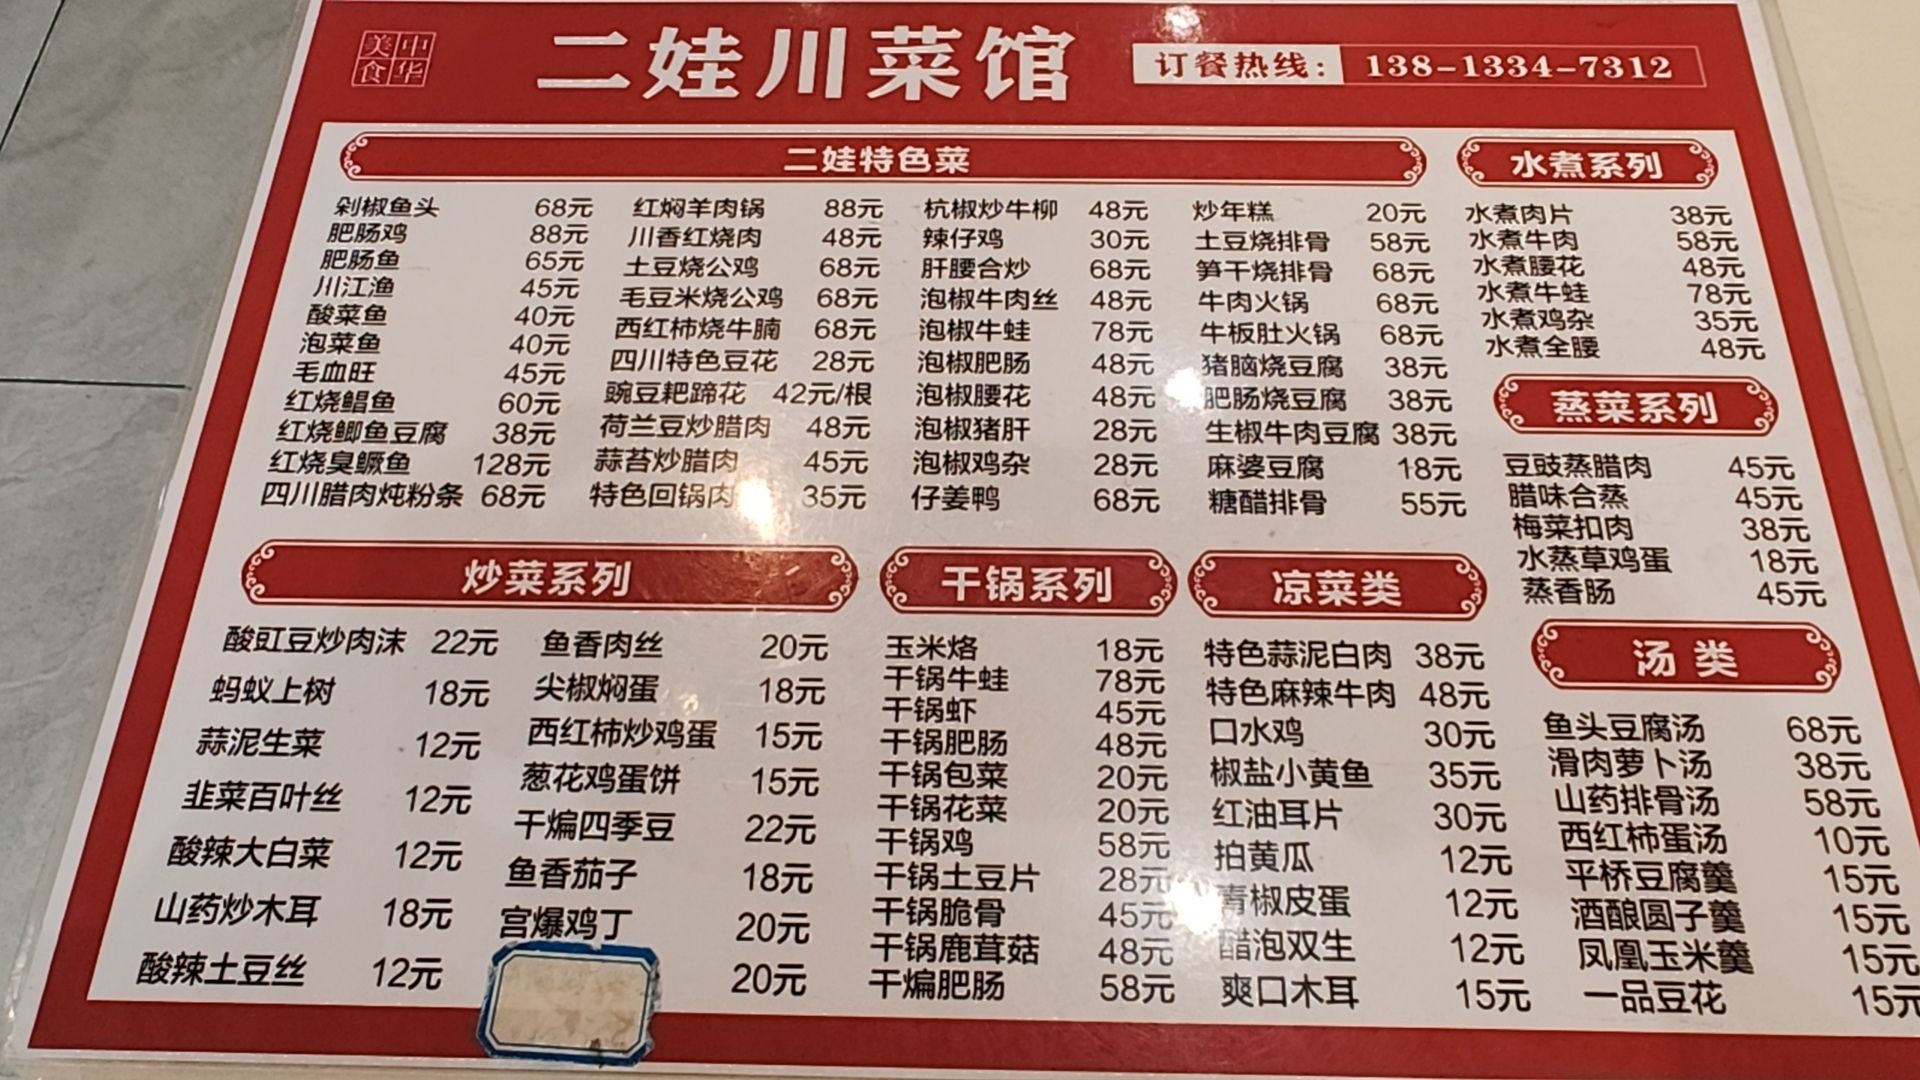 中华
美食
二娃川菜馆
订餐热线: 138-1334-7312
二娃特色菜
剁椒鱼头 68元
肥肠鸡 88元
肥肠鱼 65元
川江渔 45元
酸菜鱼 40元
泡菜鱼 40元
毛血旺 45元
红烧鲳鱼 60元
红烧鲫鱼豆腐 38元
红烧臭鳜鱼 128元
四川腊肉炖粉条 68元
红焖羊肉锅 88元
川香红烧肉 48元
土豆烧公鸡 68元
毛豆米烧公鸡 68元
西红柿烧牛腩 68元
四川特色豆花 28元
豌豆耙蹄花 42元/根
荷兰豆炒腊肉 48元
蒜苔炒腊肉 45元
特色回锅肉 35元
杭椒炒牛柳 48元
辣仔鸡 30元
肝腰合炒 68元
泡椒牛肉丝 48元
泡椒牛蛙 78元
泡椒肥肠 48元
泡椒腰花 48元
泡椒猪肝 28元
泡椒鸡杂 28元
仔姜鸭 68元
炒年糕 20元
土豆烧排骨 58元
笋干烧排骨 68元
牛肉火锅 68元
牛板肚火锅 68元
猪脑烧豆腐 38元
肥肠烧豆腐 38元
生椒牛肉豆腐 38元
麻婆豆腐 18元
糖醋排骨 55元
水煮系列
水煮肉片 38元
水煮牛肉 58元
水煮腰花 48元
水煮牛蛙 78元
水煮鸡杂 35元
水煮全腰 48元
蒸菜系列
豆豉蒸腊肉 45元
腊味合蒸 45元
梅菜扣肉 38元
水蒸草鸡蛋 18元
蒸香肠 45元
炒菜系列
酸豇豆炒肉沫 22元
蚂蚁上树 18元
蒜泥生菜 12元
韭菜百叶丝 12元
酸辣大白菜 12元
山药炒木耳 18元
酸辣土豆丝 12元
鱼香肉丝 20元
尖椒焖蛋 18元
西红柿炒鸡蛋 15元
葱花鸡蛋饼 15元
干煸四季豆 22元
鱼香茄子 18元
宫爆鸡丁 20元
20元
干锅系列
玉米烙 18元
干锅牛蛙 78元
干锅虾 45元
干锅肥肠 48元
干锅包菜 20元
干锅花菜 20元
干锅鸡 58元
干锅土豆片 28元
干锅脆骨 45元
干锅鹿茸菇 48元
干煸肥肠 58元
凉菜类
特色蒜泥白肉 38元
特色麻辣牛肉 48元
口水鸡 30元
椒盐小黄鱼 35元
红油耳片 30元
拍黄瓜 12元
青椒皮蛋 12元
醋泡双生 12元
爽口木耳 15元
汤类
鱼头豆腐汤 68元
滑肉萝卜汤 38元
山药排骨汤 58元
西红柿蛋汤 10元
平桥豆腐羹 15元
酒酿圆子羹 15元
凤凰玉米羹 15元
一品豆花 15元